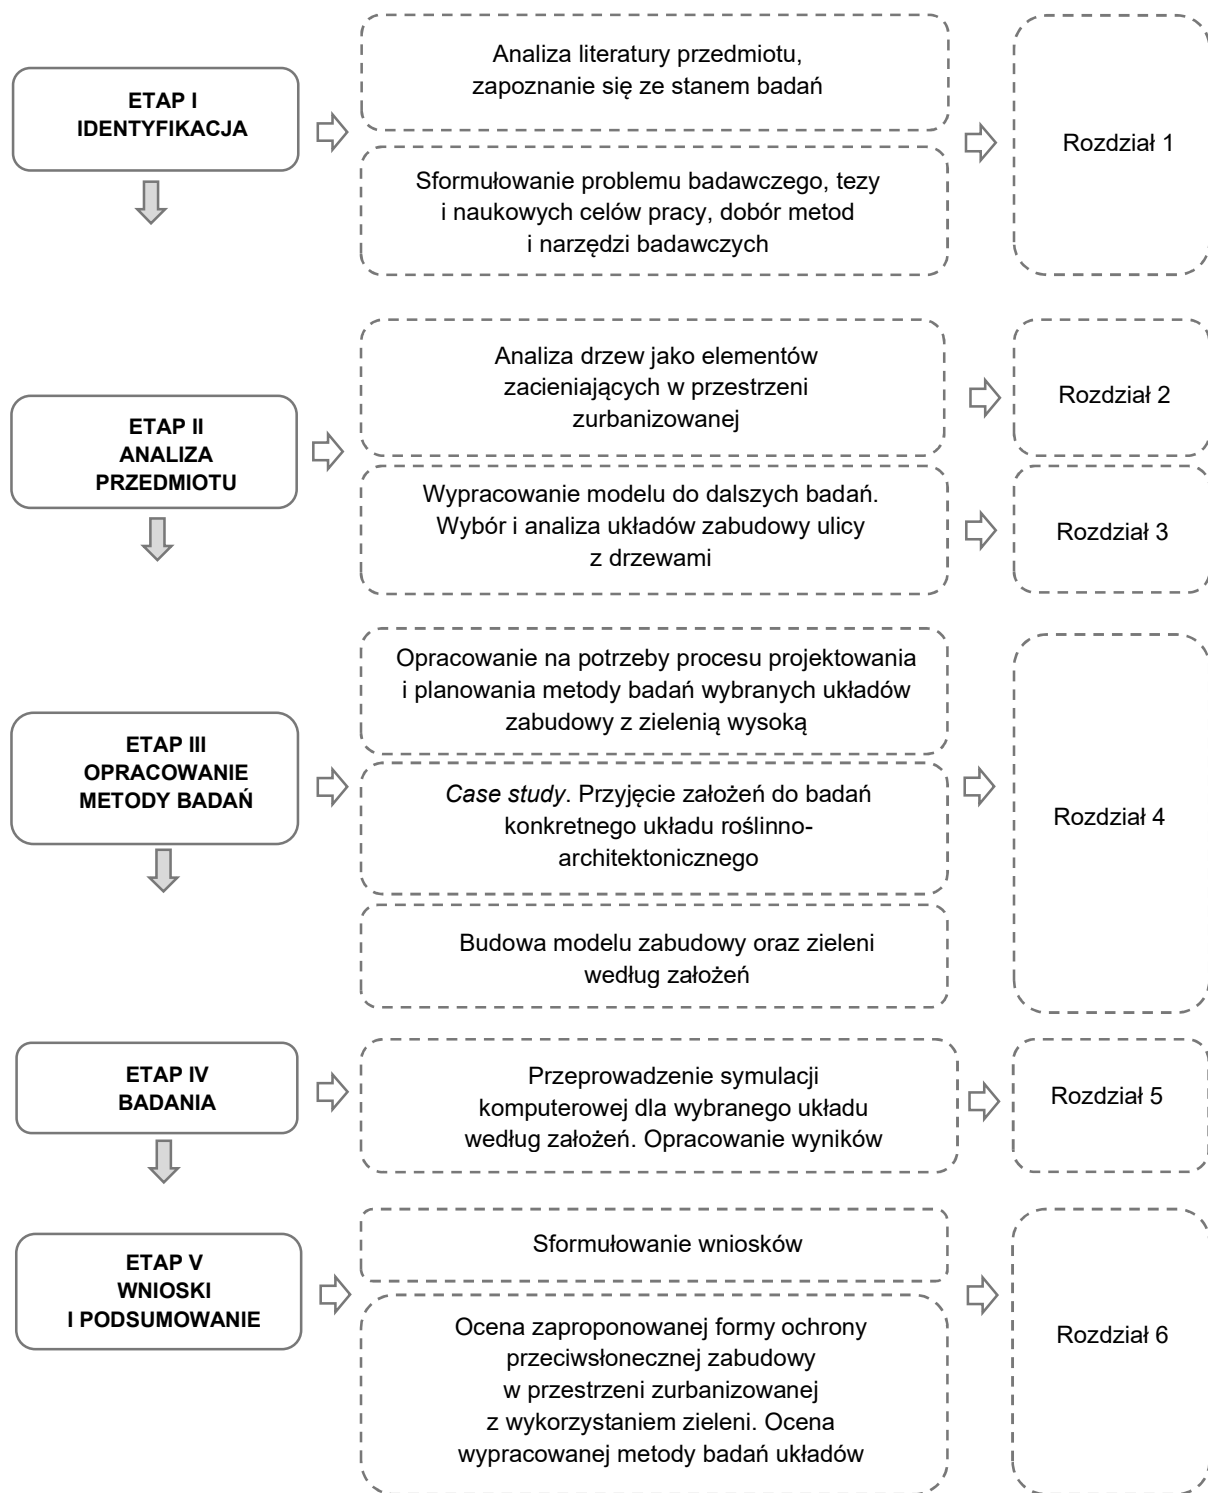 ETAP I
IDENTYFIKACJA
Analiza literatury przedmiotu,
zapoznanie się ze stanem badań
Sformułowanie problemu badawczego, tezy
i naukowych celów pracy, dobór metod
i narzędzi badawczych
Rozdział 1
ETAP II
ANALIZA
PRZEDMIOTU
Analiza drzew jako elementów
zacieniających w przestrzeni
zurbanizowanej
Rozdział 2
Wypracowanie modelu do dalszych badań.
Wybór i analiza układów zabudowy ulicy
z drzewami
Rozdział 3
ETAP III
OPRACOWANIE
METODY BADAŃ
Opracowanie na potrzeby procesu projektowania
i planowania metody badań wybranych układów
zabudowy z zielenią wysoką
Case study. Przyjęcie założeń do badań
konkretnego układu roślinno-
architektonicznego
Budowa modelu zabudowy oraz zieleni
według założeń
Rozdział 4
ETAP IV
BADANIA
Przeprowadzenie symulacji
komputerowej dla wybranego układu
według założeń. Opracowanie wyników
Rozdział 5
ETAP V
WNIOSKI
I PODSUMOWANIE
Sformułowanie wniosków
Ocena zaproponowanej formy ochrony
przeciwsłonecznej zabudowy
w przestrzeni zurbanizowanej
z wykorzystaniem zieleni. Ocena
wypracowanej metody badań układów
Rozdział 6